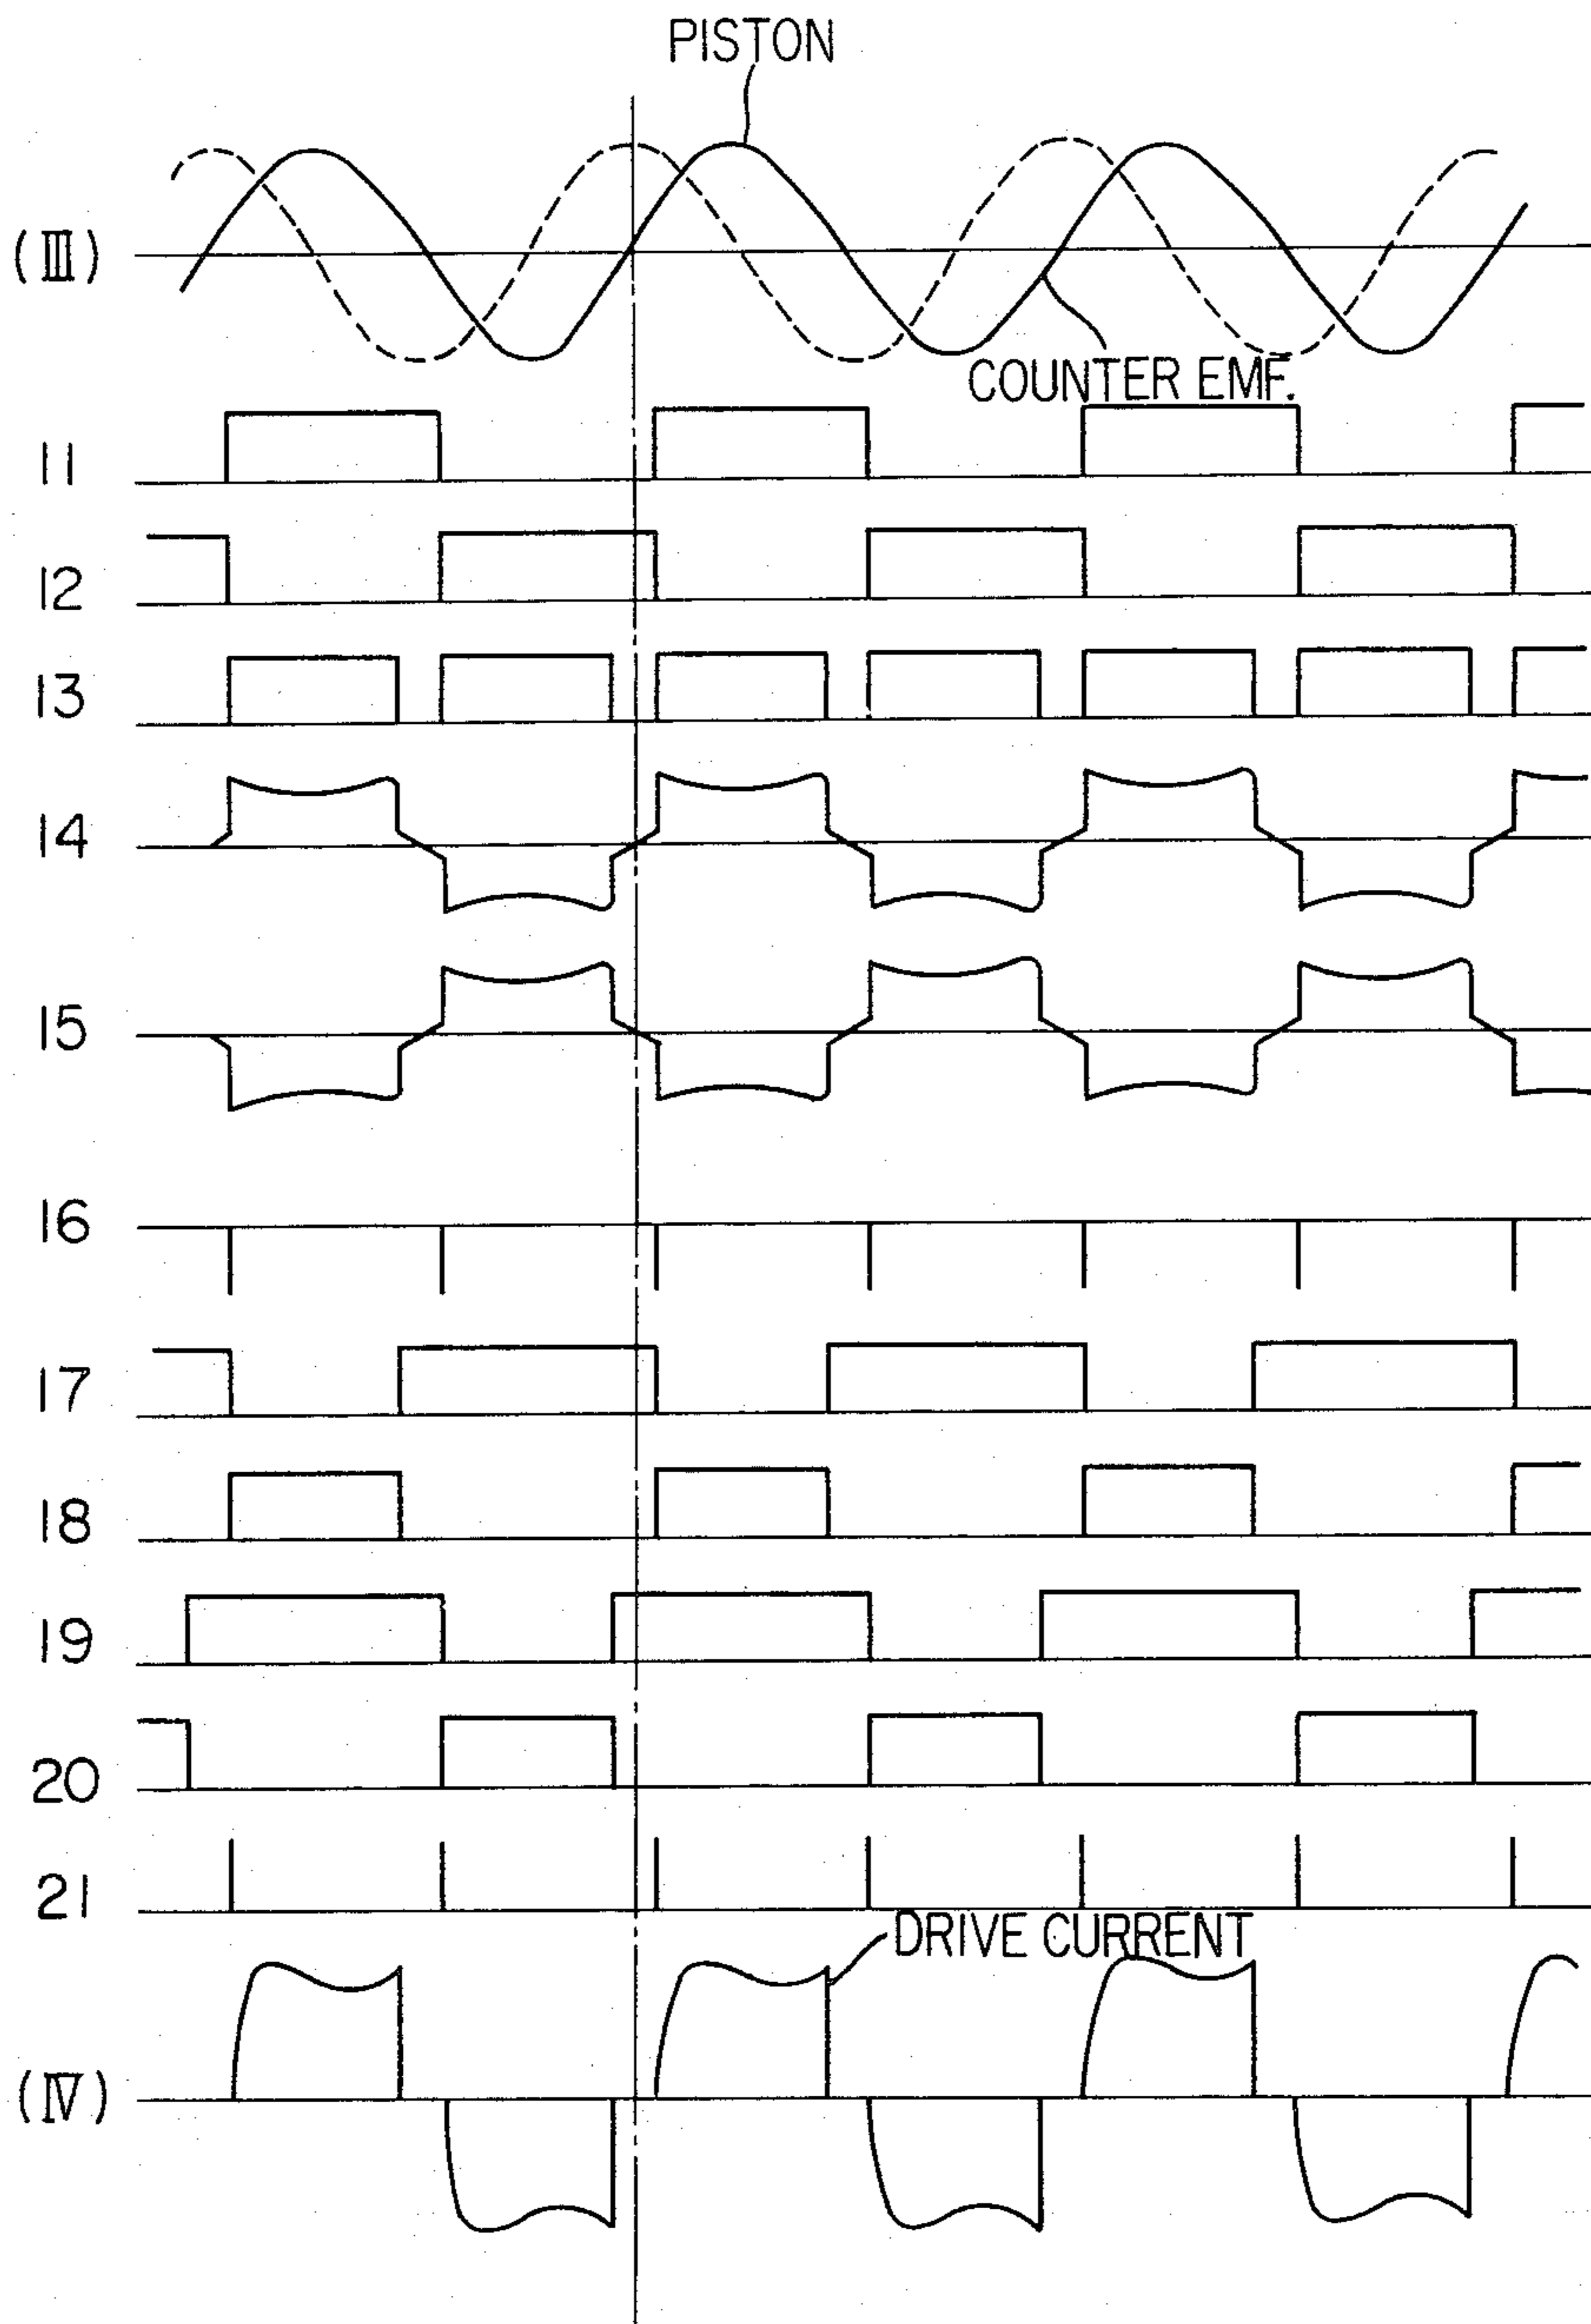 PISTON
(III)
COUNTER EMF.
11
12
13
14
15
16
17
18
19
20
21
DRIVE CURRENT
(IV)